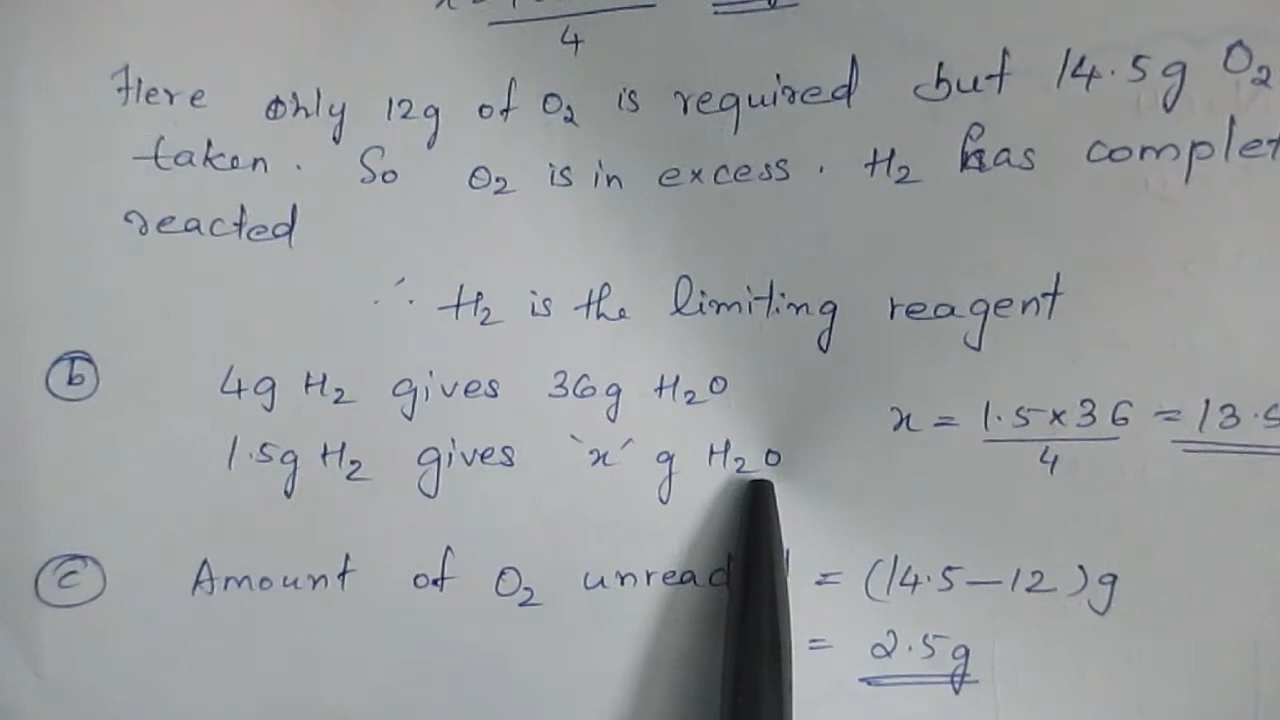 4
Here only 12g of O2 is required but 14.5g O2
taken. So O2 is in excess. H2 has complet
reacted
∴ H2 is the limiting reagent
(b) 4g H2 gives 36g H2O
1.5g H2 gives 'x' g H2O
x = 1.5×36/4 = 13.5
(c) Amount of O2 = (14.5-12)g
= 2.5g